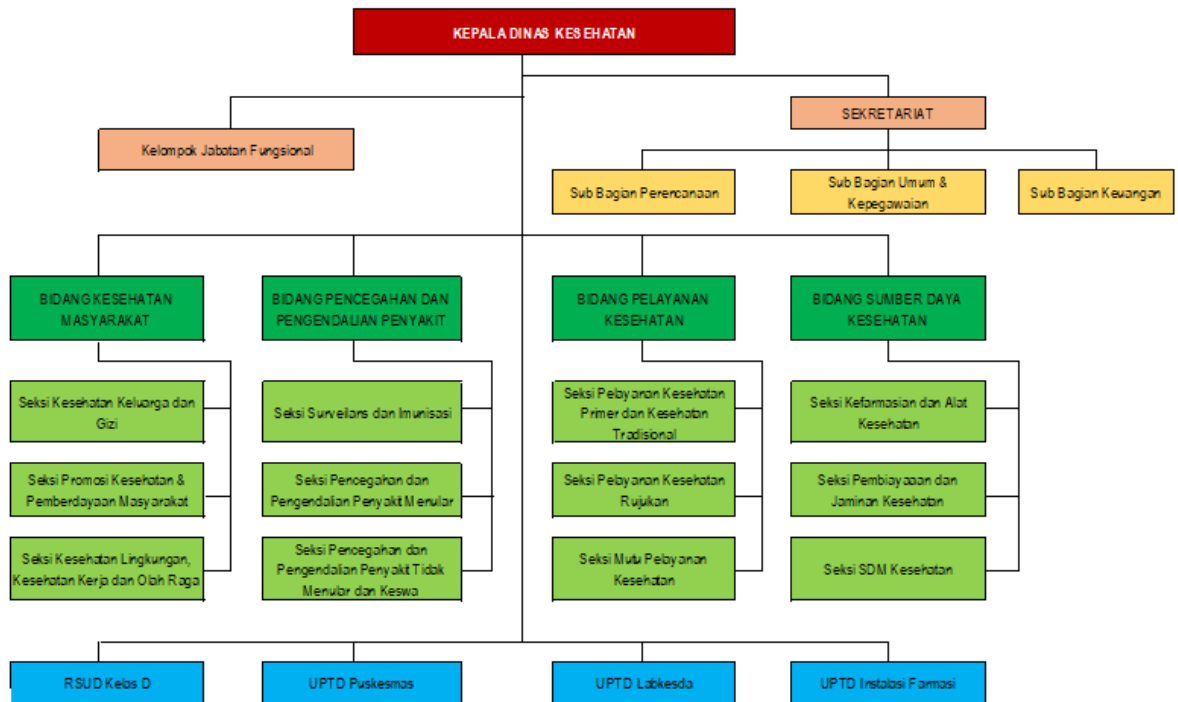 KEPALA DINAS KESEHATAN
SEKRETARIAT
Kelompok Jabatan Fungsional
Sub Bagian Perencanaan
Sub Bagian Umum &
Kepegawaian
Sub Bagian Keuangan
BIDANG KESEHATAN
MASYARAKAT
BIDANG PENCEGAHAN DAN
PENGENDALIAN PENYAKIT
BIDANG PELAYANAN
KESEHATAN
BIDANG SUMBER DAYA
KESEHATAN
Seksi Kesehatan Keluarga dan
Gizi
Seksi Surveilans dan Imunisasi
Seksi Pelayanan Kesehatan
Primer dan Kesehatan
Tradisional
Seksi Kefarmasian dan Alat
Kesehatan
Seksi Promosi Kesehatan &
Pemberdayaan Masyarakat
Seksi Pencegahan dan
Pengendalian Penyakit Menular
Seksi Pelayanan Kesehatan
Rujukan
Seksi Pembiayaaan dan
Jaminan Kesehatan
Seksi Kesehatan Lingkungan,
Kesehatan Kerja dan Olah Raga
Seksi Pencegahan dan
Pengendalian Penyakit Tidak
Menular dan Keswa
Seksi Mutu Pelayanan
Kesehatan
Seksi SDM Kesehatan
RSUD Kelas D
UPTD Puskesmas
UPTD Labkesda
UPTD Instalasi Farmasi